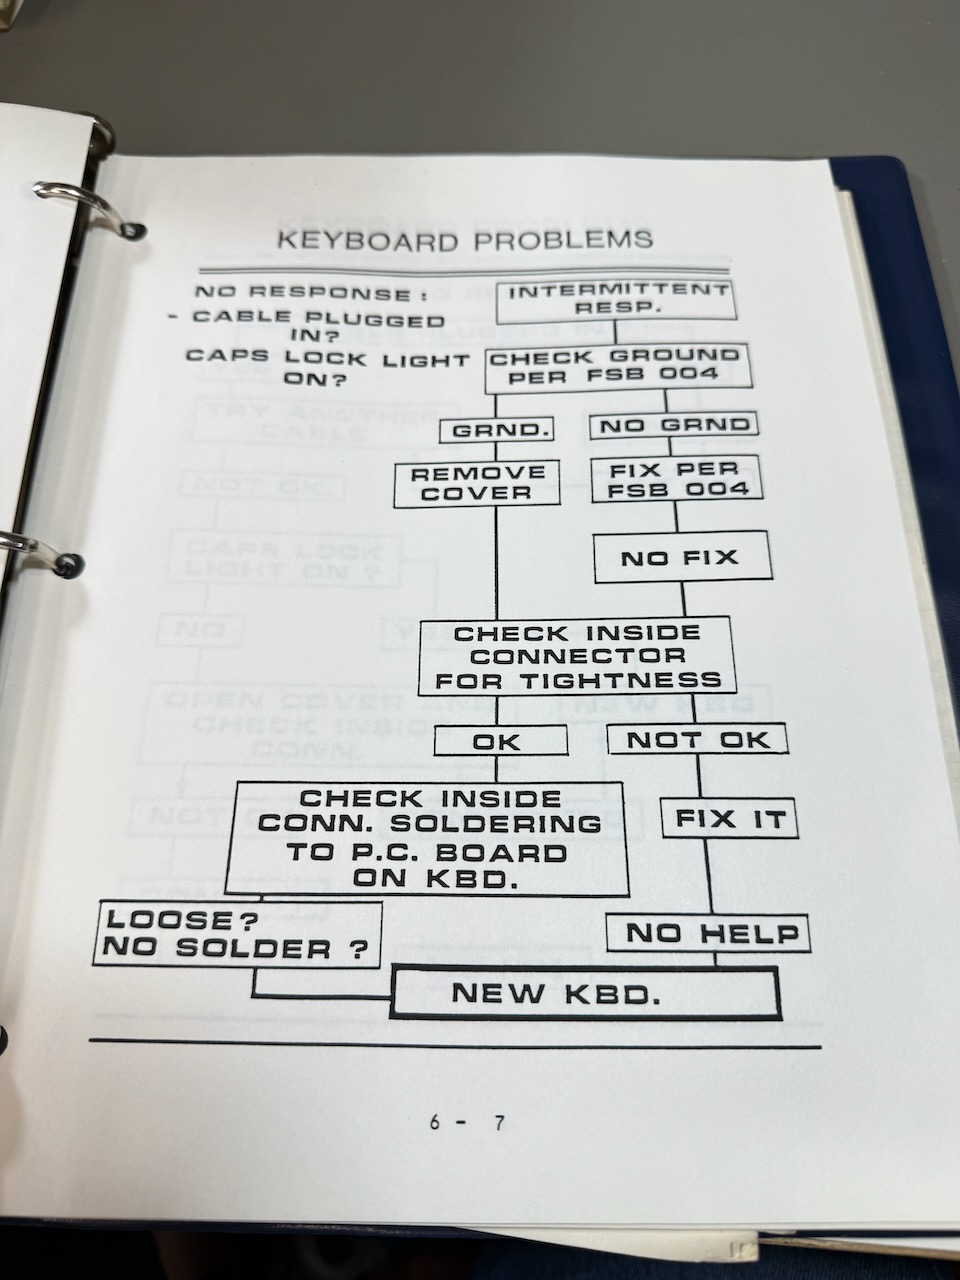 KEYBOARD PROBLEMS
NO RESPONSE :
- CABLE PLUGGED
IN?
CAPS LOCK LIGHT
ON?
INTERMITTENT
RESP.
CHECK GROUND
PER FSB 004
GRND.
NO GRND
REMOVE
COVER
FIX PER
FSB 004
NO FIX
CHECK INSIDE
CONNECTOR
FOR TIGHTNESS
OK
NOT OK
CHECK INSIDE
CONN. SOLDERING
TO P.C. BOARD
ON KBD.
FIX IT
LOOSE?
NO SOLDER ?
NO HELP
NEW KBD.
6 - 7